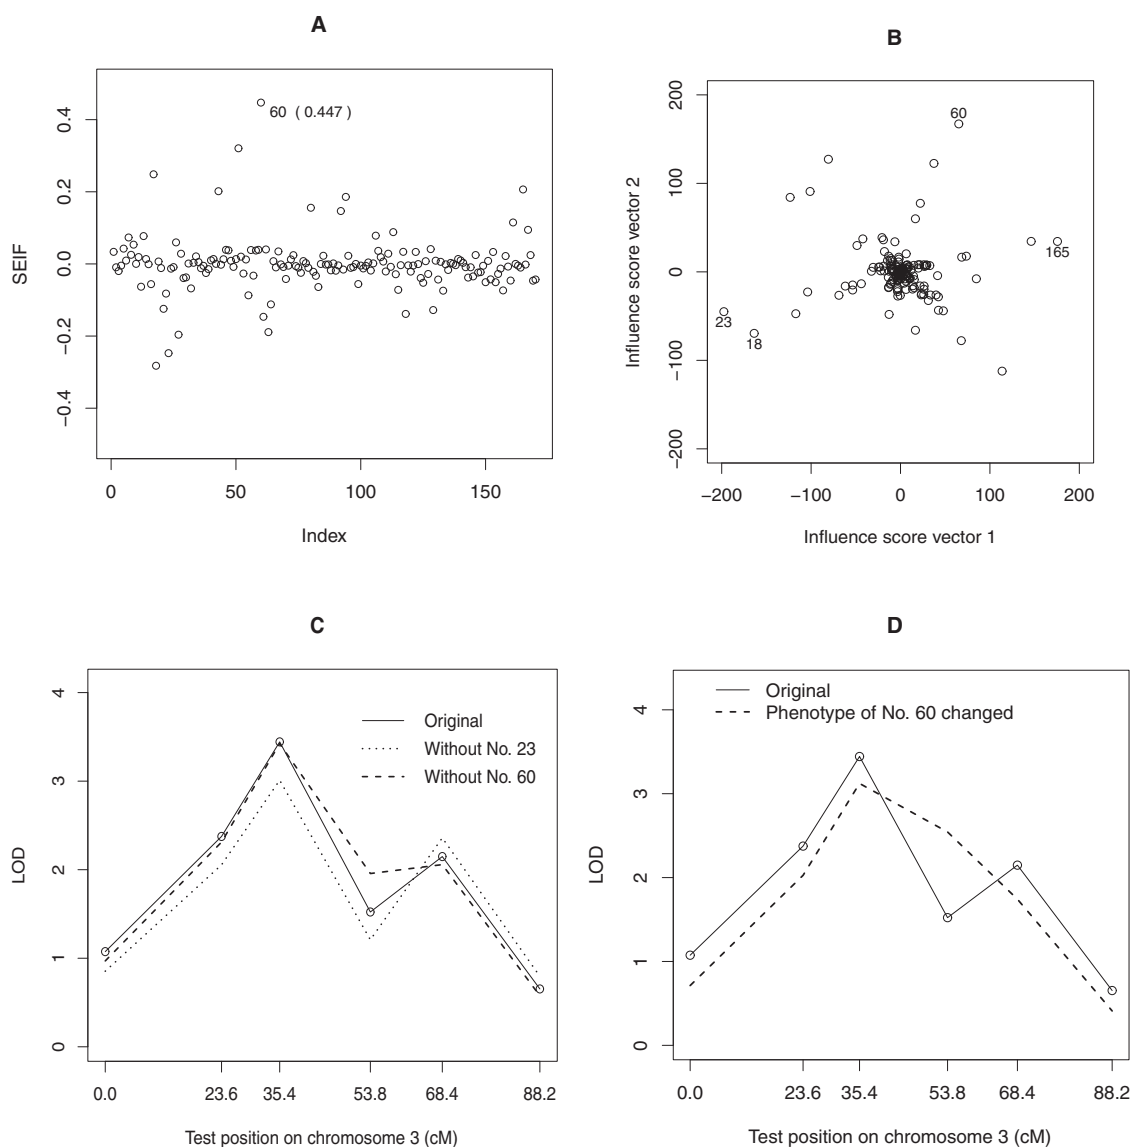 A
0.4
0.2
0.0
−0.2
−0.4
SEIF
60 ( 0.447 )
0
50
100
150
Index
B
200
100
0
−100
−200
Influence score vector 2
60
165
23
18
−200
−100
0
100
200
Influence score vector 1
C
4
3
2
1
0
LOD
Original
Without No. 23
Without No. 60
0.0
23.6
35.4
53.8
68.4
88.2
Test position on chromosome 3 (cM)
D
4
3
2
1
0
LOD
Original
Phenotype of No. 60 changed
0.0
23.6
35.4
53.8
68.4
88.2
Test position on chromosome 3 (cM)